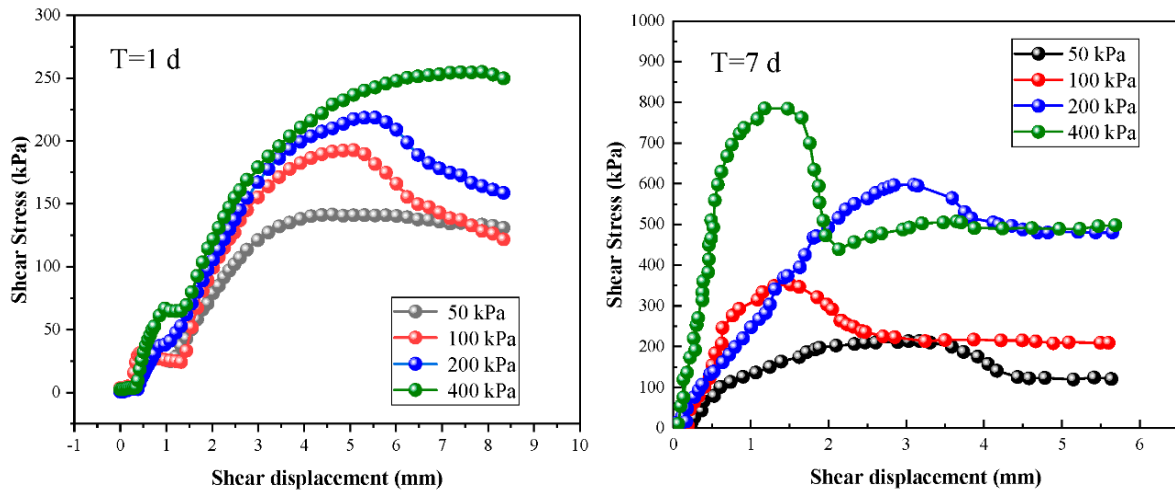 T=1 d
Shear Stress (kPa)
300
250
200
150
100
50
0
-1 0 1 2 3 4 5 6 7 8 9 10
Shear displacement (mm)
50 kPa
100 kPa
200 kPa
400 kPa
T=7 d
Shear Stress (kPa)
1000
900
800
700
600
500
400
300
200
100
0
0 1 2 3 4 5 6
Shear displacement (mm)
50 kPa
100 kPa
200 kPa
400 kPa